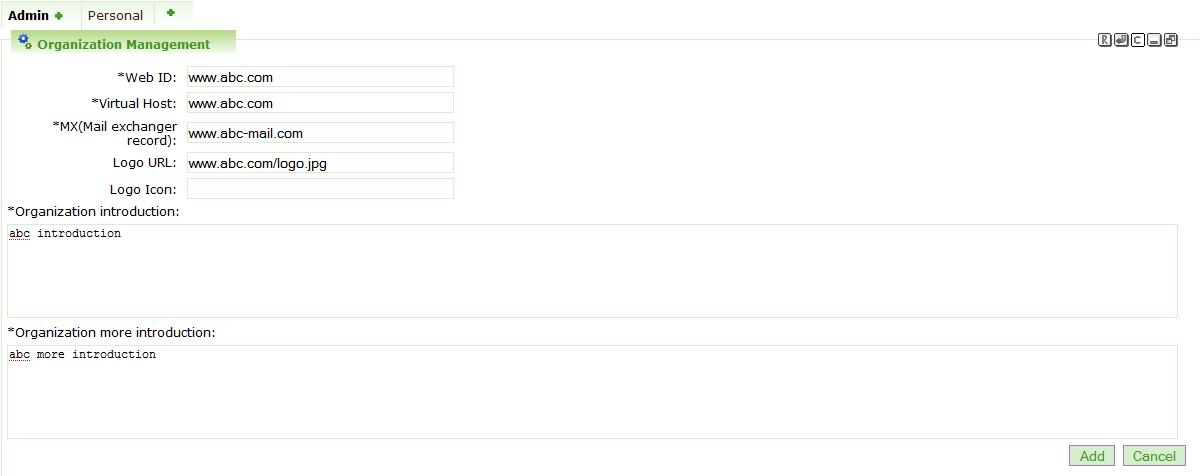 Admin Personal
Organization Management R C
*Web ID: www.abc.com
*Virtual Host: www.abc.com
*MX(Mail exchanger
record): www.abc-mail.com
Logo URL: www.abc.com/logo.jpg
Logo Icon:
*Organization introduction:
abc introduction
*Organization more introduction:
abc more introduction
Add Cancel